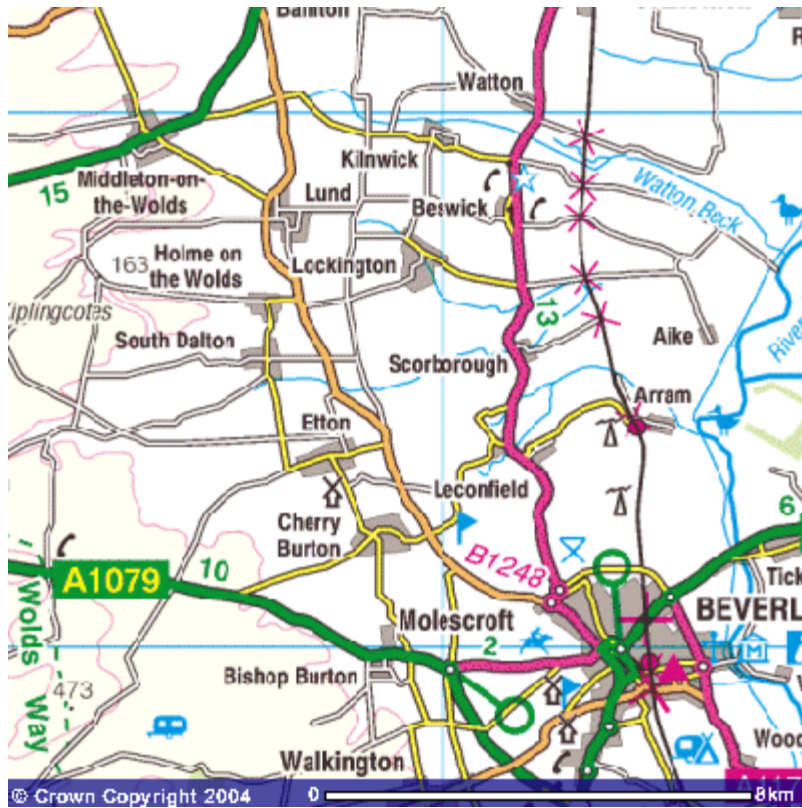 Bainton
Watton
Kilnwick
15
Middleton-on-
the-Wolds
Lund
Beswick
Watton Beck
163
Holme on
the Wolds
Lockington
13
Kiplingcotes
South Dalton
Scorborough
Aike
River
Etton
Arram
Leconfield
6
Cherry
Burton
A1079
10
B1248
Tick
Wolds Way
Molescroft
BEVERL
2
M
Bishop Burton
473
Walkington
Wood
A117
© Crown Copyright 2004
0
8km